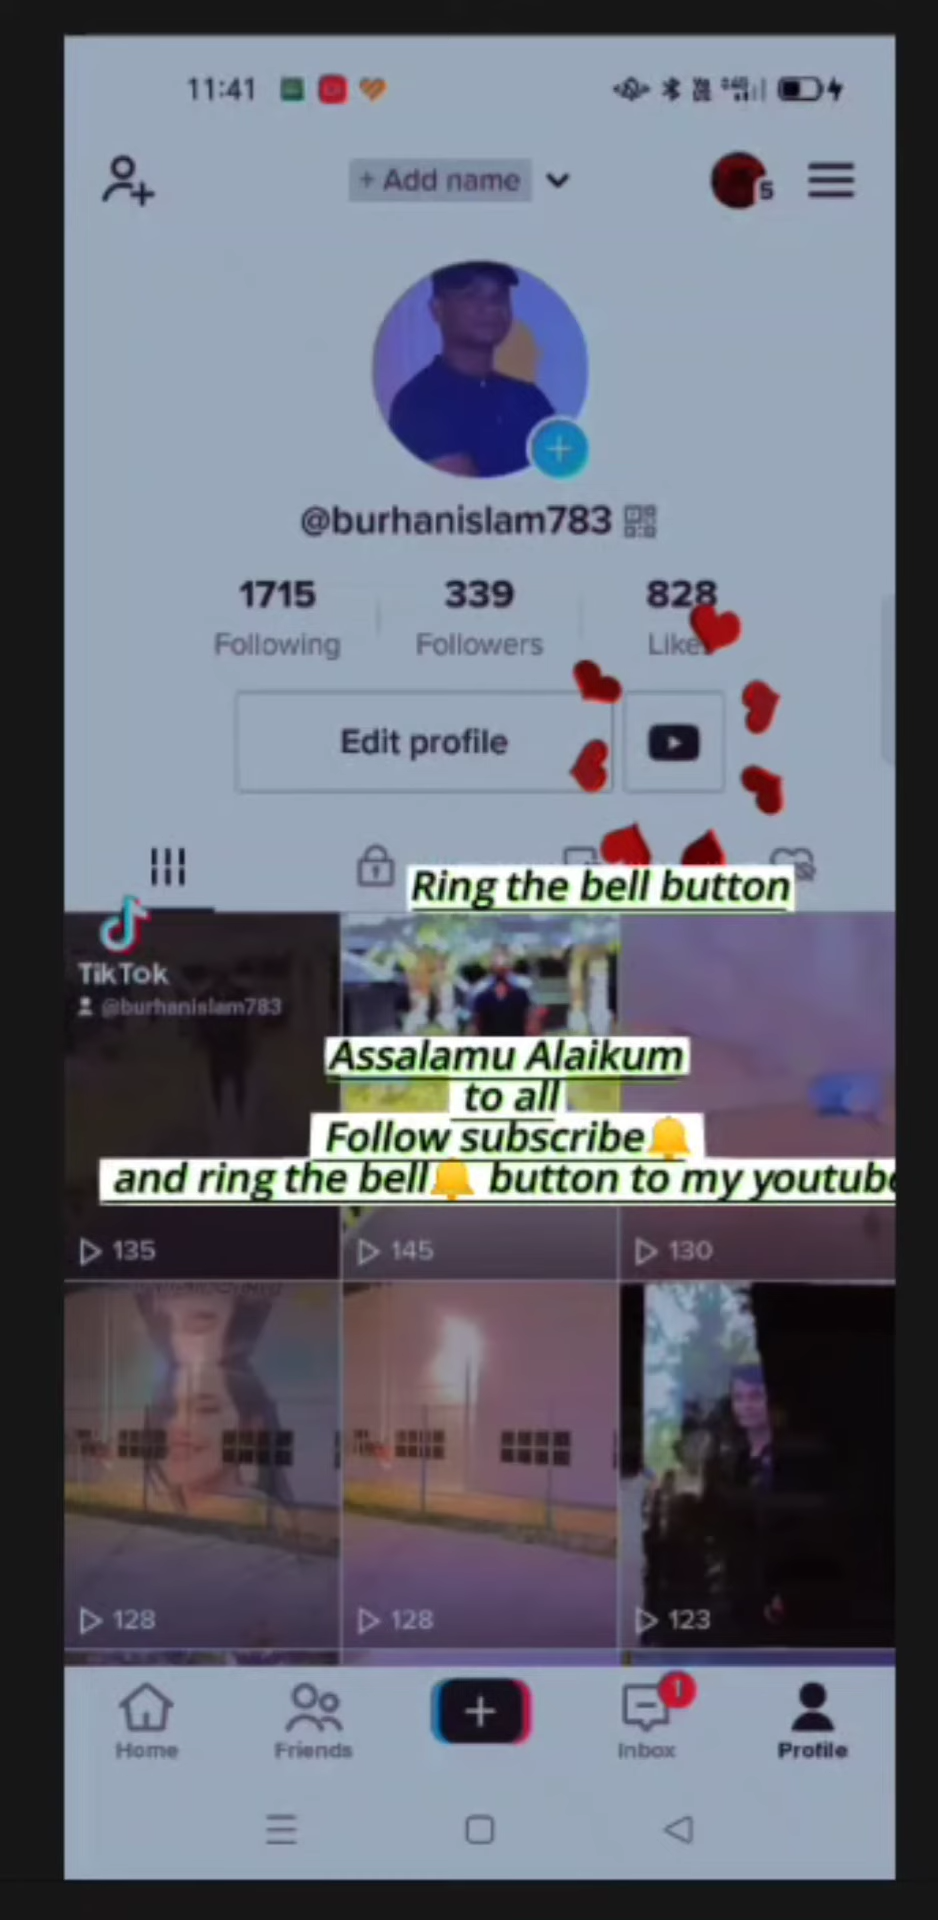 11:41
+ Add name
5
@burhanislam783
1715 339 828
Following Followers Likes
Edit profile
Ring the bell button
TikTok
@burhanislam783
Assalamu Alaikum
to all
Follow subscribe🔔
and ring the bell🔔 button to my youtube
135 145 130
128 128 123
Home Friends Inbox 1 Profile